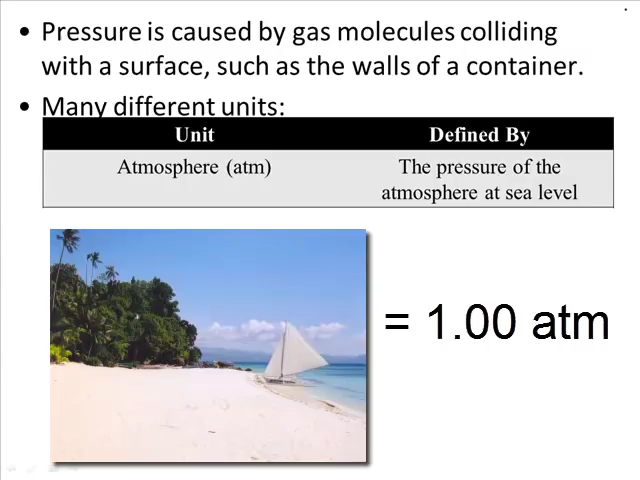 • Pressure is caused by gas molecules colliding
with a surface, such as the walls of a container.
• Many different units:
Unit Defined By
Atmosphere (atm) The pressure of the
atmosphere at sea level
= 1.00 atm